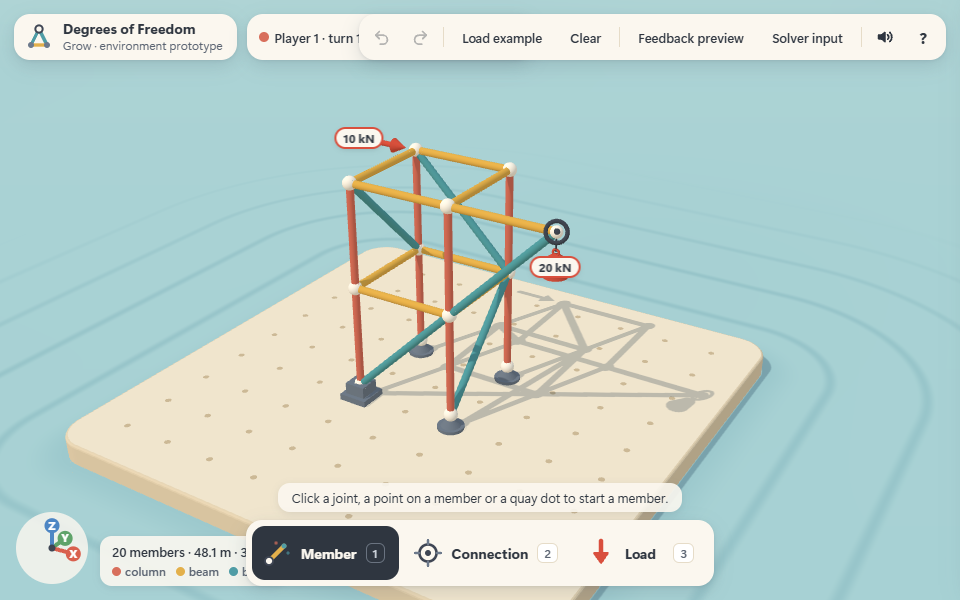 Degrees of Freedom
Grow · environment prototype
Player 1 · turn 1
Load example
Clear
Feedback preview
Solver input
?
10 kN
20 kN
Click a joint, a point on a member or a quay dot to start a member.
Z
Y
X
20 members · 48.1 m · 3
column
beam
Member 1
Connection 2
Load 3